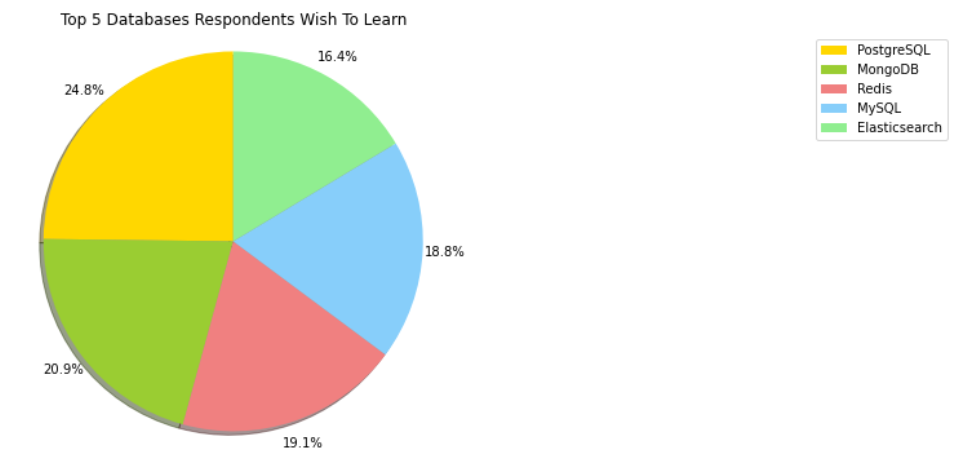 Top 5 Databases Respondents Wish To Learn
16.4%
24.8%
18.8%
20.9%
19.1%
PostgreSQL
MongoDB
Redis
MySQL
Elasticsearch